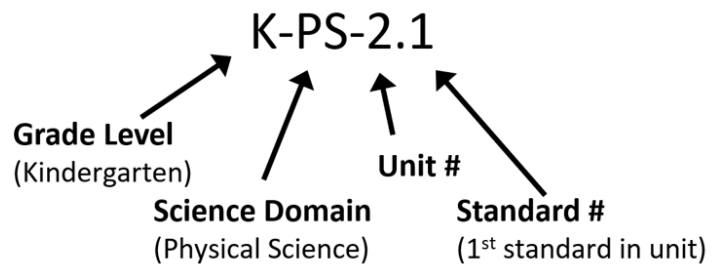 K-PS-2.1
Grade Level
(Kindergarten)
Unit #
Science Domain
(Physical Science)
Standard #
(1st standard in unit)